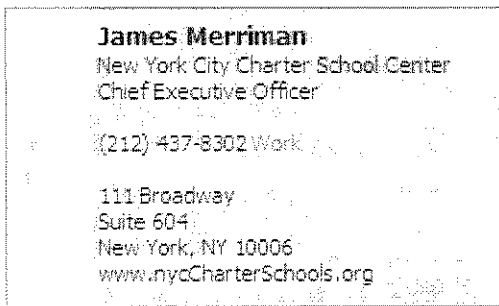 James Merriman
New York City Charter School Center
Chief Executive Officer
(212) 437-8302 Work
111 Broadway
Suite 604
New York, NY 10006
www.nycCharterSchools.org